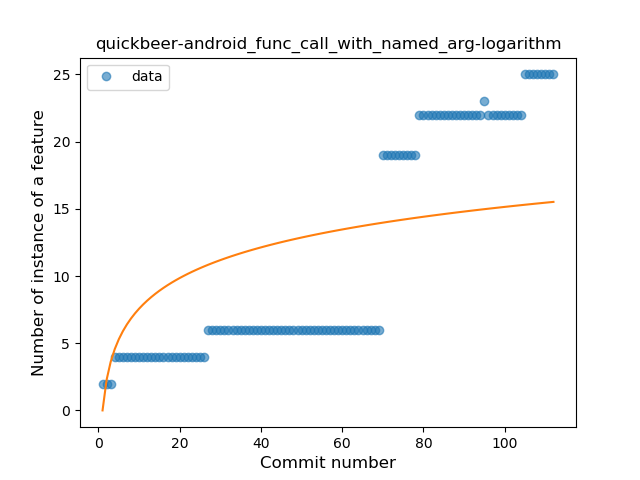 quickbeer-android_func_call_with_named_arg-logarithm
data
Number of instance of a feature
25
20
15
10
5
0
0 20 40 60 80 100
Commit number